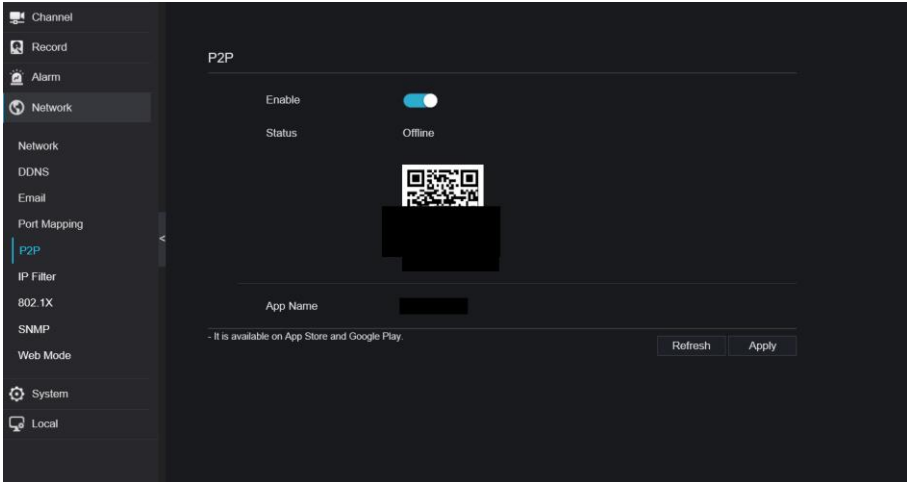 Channel
Record
Alarm
Network
Network
DDNS
Email
Port Mapping
P2P
IP Filter
802.1X
SNMP
Web Mode
System
Local
<
P2P
Enable
Status Offline
App Name
- It is available on App Store and Google Play.
Refresh Apply